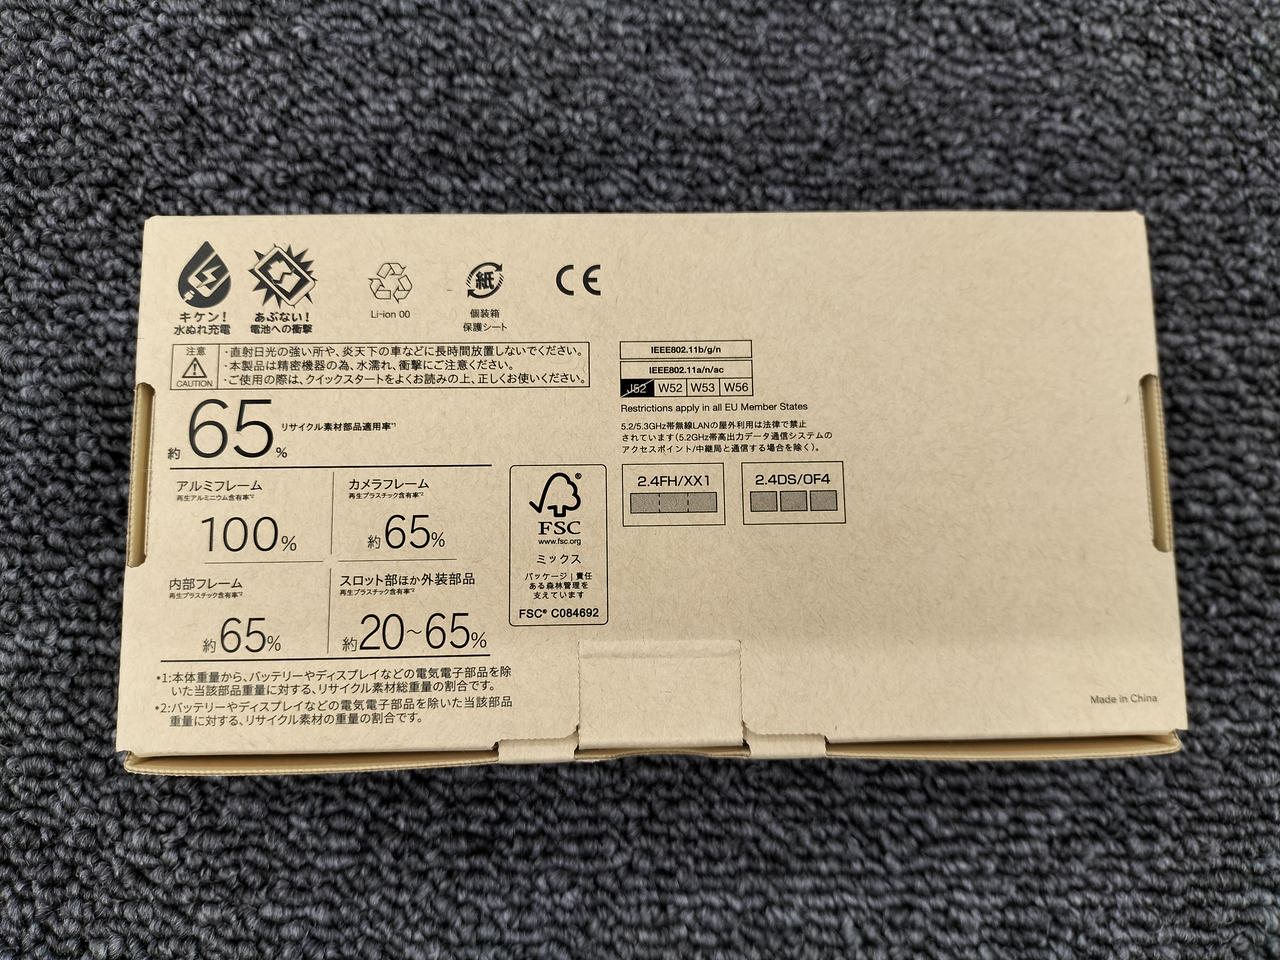 キケン！
水ぬれ充電
あぶない！
電池への衝撃
Li-ion 00
紙
個装箱
保護シート
CE
注意
CAUTION
・直射日光の強い所や、炎天下の車などに長時間放置しないでください。
・本製品は精密機器の為、水濡れ、衝撃にご注意ください。
・ご使用の際は、クイックスタートをよくお読みの上、正しくお使いください。
約65% リサイクル素材部品適用率*1
アルミフレーム
再生アルミニウム含有率*2
100%
カメラフレーム
再生プラスチック含有率*2
約65%
内部フレーム
再生プラスチック含有率*2
約65%
スロット部ほか外装部品
再生プラスチック含有率*2
約20~65%
*1:本体重量から、バッテリーやディスプレイなどの電気電子部品を除
いた当該部品重量に対する、リサイクル素材総重量の割合です。
*2:バッテリーやディスプレイなどの電気電子部品を除いた当該部品
重量に対する、リサイクル素材の重量の割合です。
FSC
www.fsc.org
ミックス
パッケージ｜責任
ある森林管理を
支えています
FSC® C084692
IEEE802.11b/g/n
IEEE802.11a/n/ac
J52 W52 W53 W56
Restrictions apply in all EU Member States
5.2/5.3GHz帯無線LANの屋外利用は法律で禁止
されています(5.2GHz帯高出力データ通信システムの
アクセスポイント/中継局と通信する場合を除く)。
2.4FH/XX1
2.4DS/OF4
Made in China